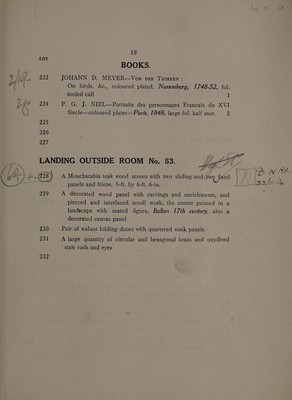 19
BOOKS.
LOT
223 JOHANN D. MEYER—VON DER THIEREN :
On birds, &c., coloured plated, Nuremburg, 1748-52, fol.
tooled calf 1
224 P. G. J. NIEL—Portraits des personnages Francais du XVI
Siecle—coloured plates—Paris, 1848, large fol. half mor. 2
225
226
227
LANDING OUTSIDE ROOM No. 53.
228 A Moucharabia teak wood screen with two sliding and two fixed
panels and frieze, 6-ft. by 6-ft. 6-in.
229 A decorated wood panel with carvings and enrichments, and
pierced and interlaced scroll work, the centre painted in a
landscape with seated figure, Italian 17th century, also a
decorated canvas panel
230 Pair of walnut folding doors with quartered sunk panels
231 A large quantity of circular and hexagonal brass and oxydised
stair rods and eyes
232